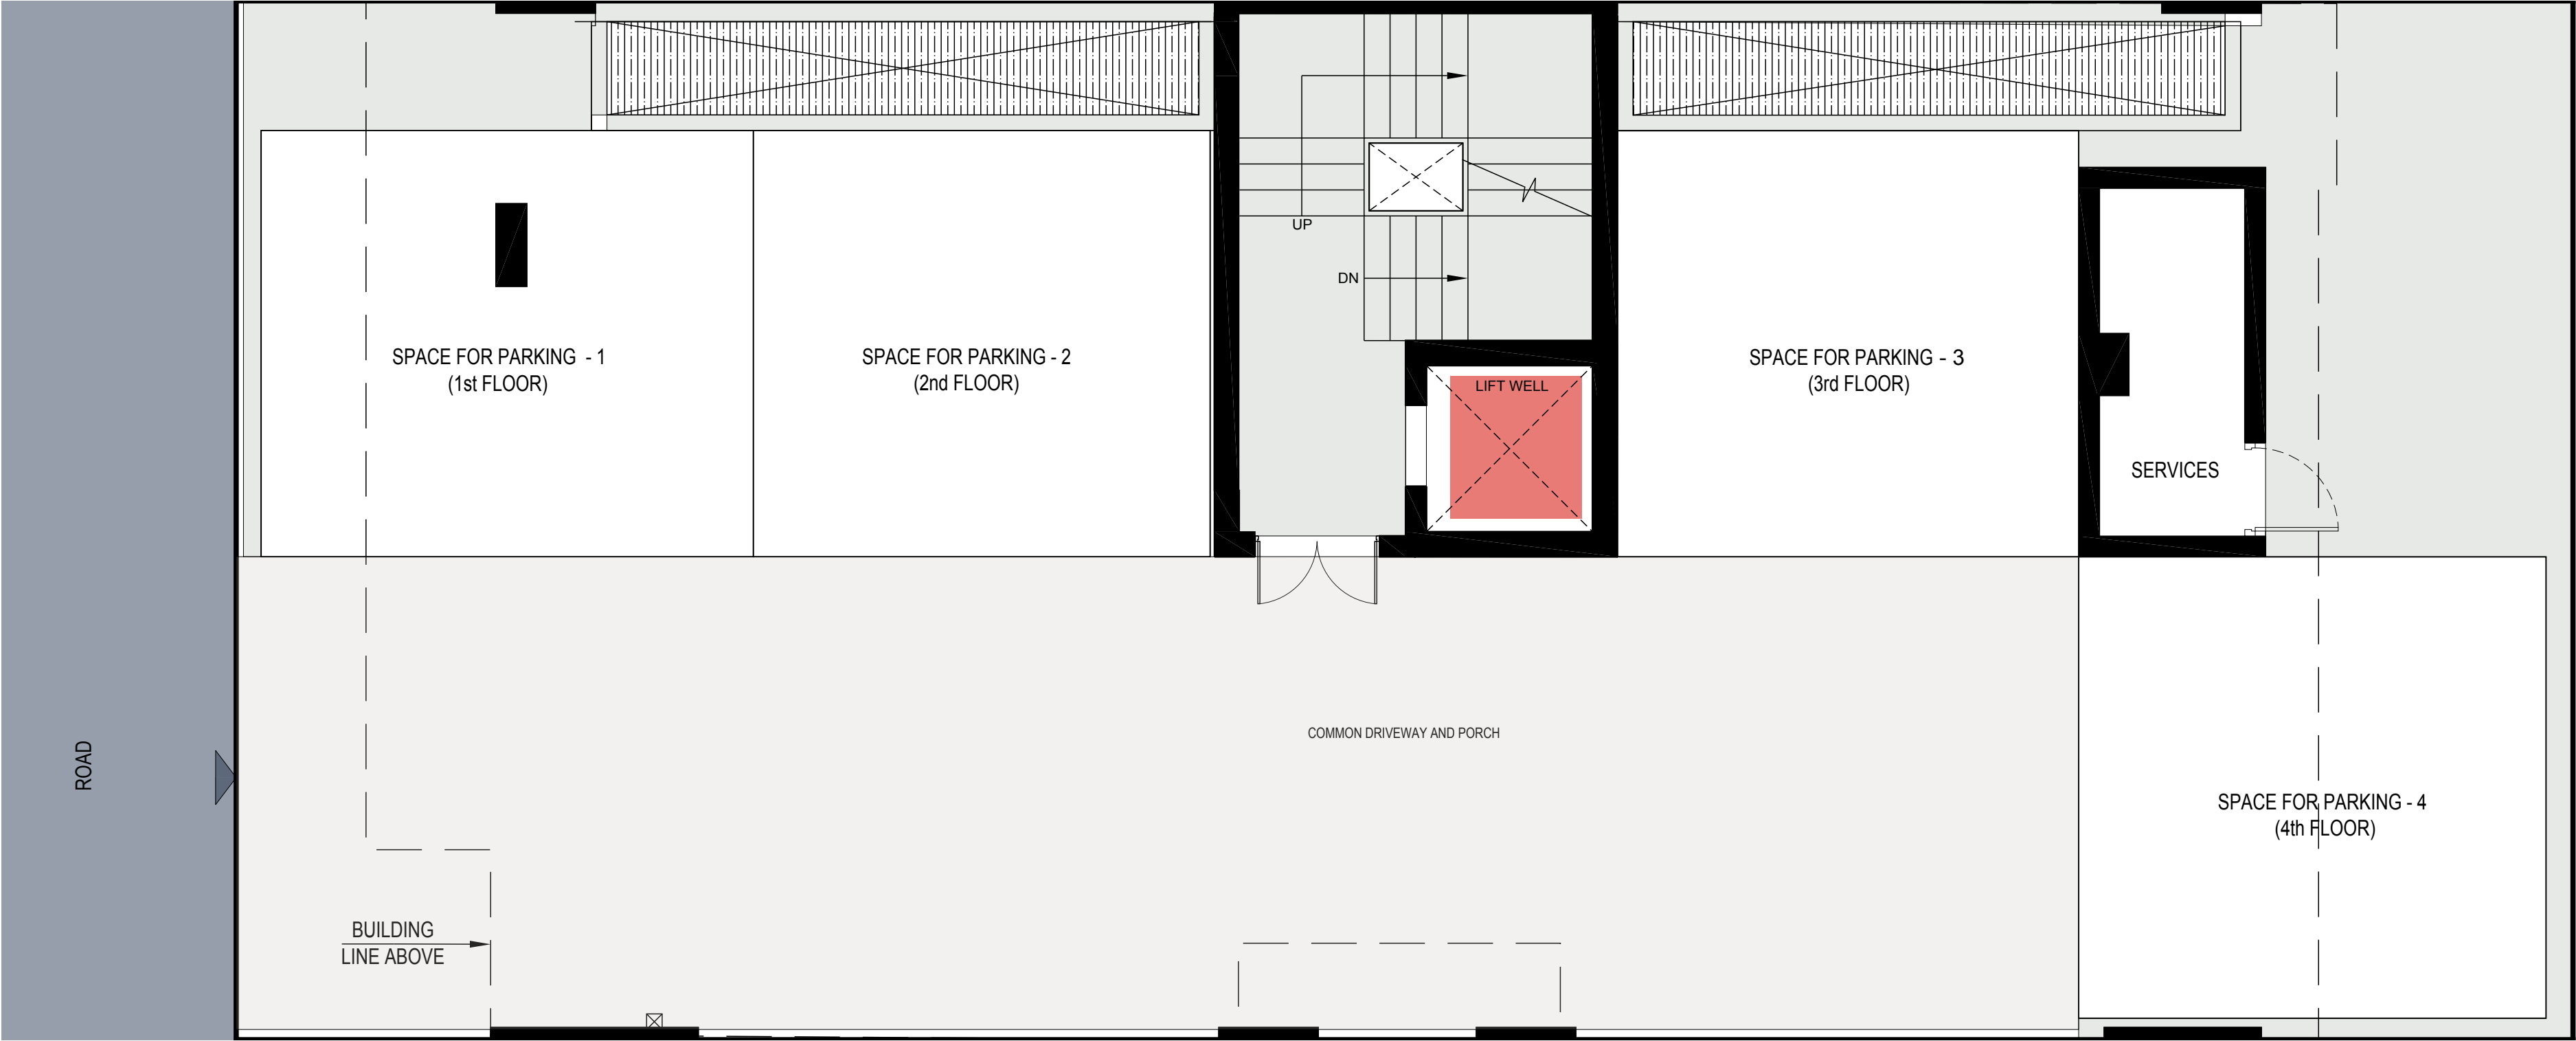 UP
DN
SPACE FOR PARKING - 1
(1st FLOOR)
SPACE FOR PARKING - 2
(2nd FLOOR)
LIFT WELL
SPACE FOR PARKING - 3
(3rd FLOOR)
SERVICES
ROAD
COMMON DRIVEWAY AND PORCH
SPACE FOR PARKING - 4
(4th FLOOR)
BUILDING
LINE ABOVE